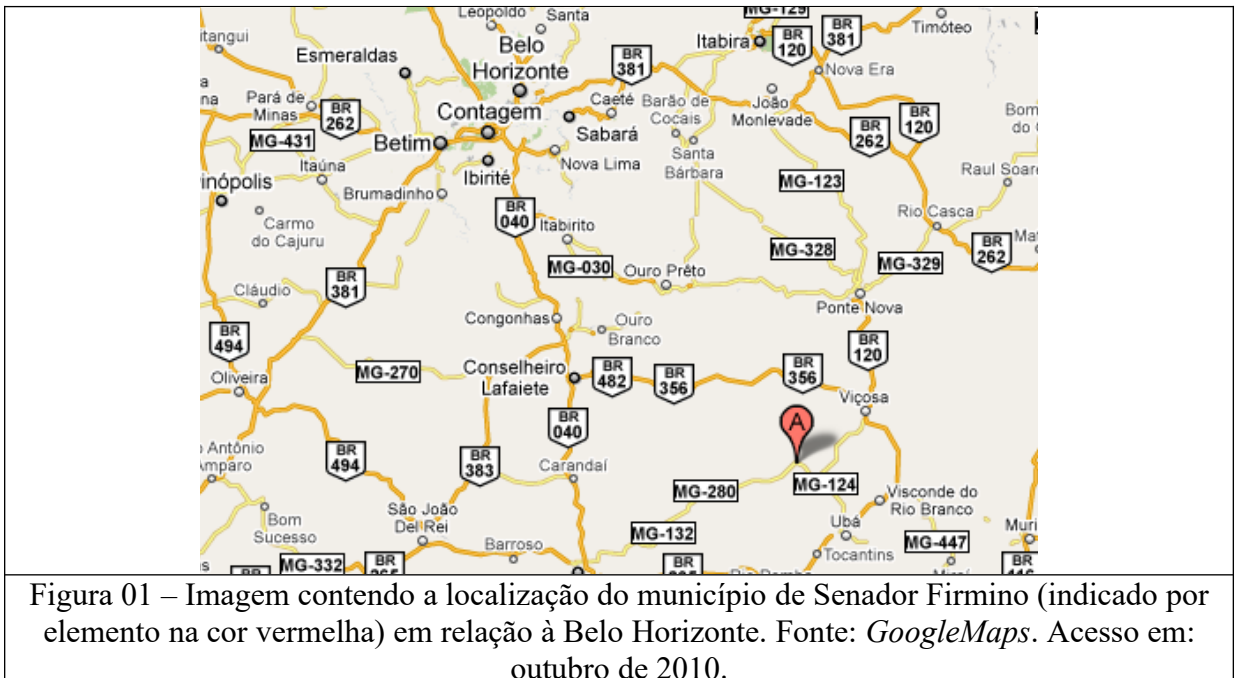 Leopoldo
Santa
MG-129
Timóteo
Belo
Horizonte
Itabira
BR
120
BR
381
Esmeraldas
BR
381
Nova Era
Pará de
Minas
BR
262
Contagem
Caeté
Barão de
Cocais
João
Monlevade
BR
120
MG-431
Betim
Sabará
BR
262
Itaúna
Ibirité
Nova Lima
Santa
Bárbara
Raul Soar
inópolis
Brumadinho
MG-123
BR
040
Itabirito
Rio Casca
Carmo
do Cajuru
MG-328
BR
262
MG-030
Ouro Prêto
MG-329
Cláudio
BR
381
Ponte Nova
Congonhas
Ouro
Branco
BR
494
BR
120
MG-270
Conselheiro
Lafaiete
BR
482
BR
356
BR
356
Oliveira
Viçosa
BR
040
A
Antônio
BR
494
BR
383
Carandaí
MG-280
MG-124
Visconde do
Rio Branco
Bom
Sucesso
São João
Del Rei
Ubá
MG-132
MG-447
Barroso
Tocantins
MG-332
Figura 01 – Imagem contendo a localização do município de Senador Firmino (indicado por
elemento na cor vermelha) em relação à Belo Horizonte. Fonte: GoogleMaps. Acesso em:
outubro de 2010.